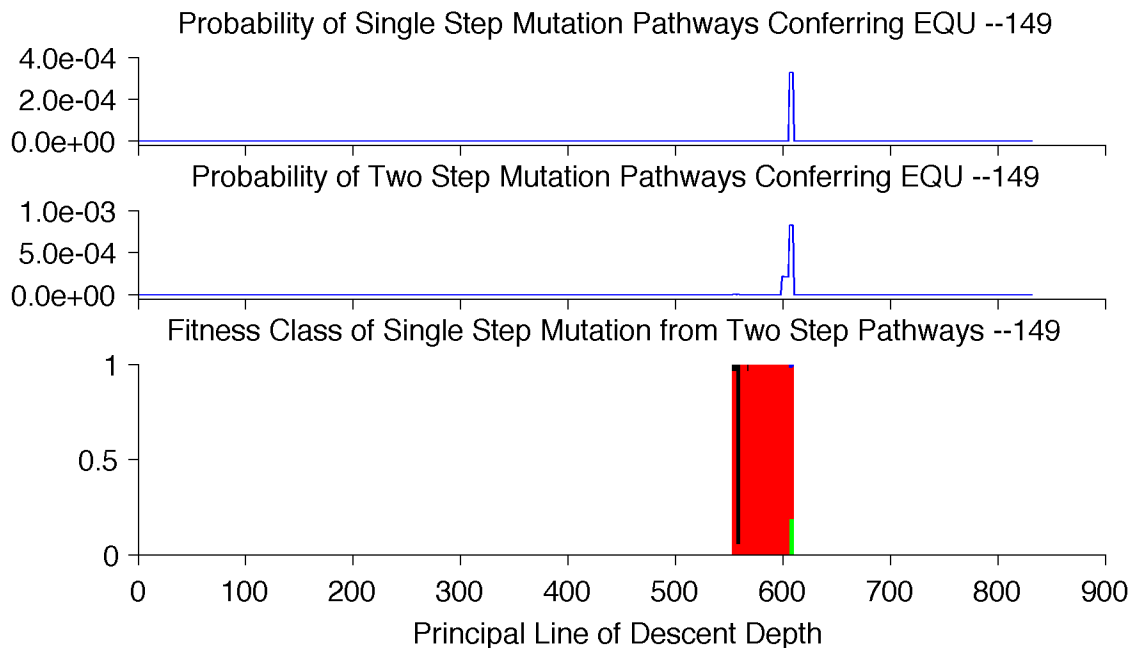 Probability of Single Step Mutation Pathways Conferring EQU --149
4.0e-04
2.0e-04
0.0e+00
Probability of Two Step Mutation Pathways Conferring EQU --149
1.0e-03
5.0e-04
0.0e+00
Fitness Class of Single Step Mutation from Two Step Pathways --149
1
0.5
0
0 100 200 300 400 500 600 700 800 900
Principal Line of Descent Depth